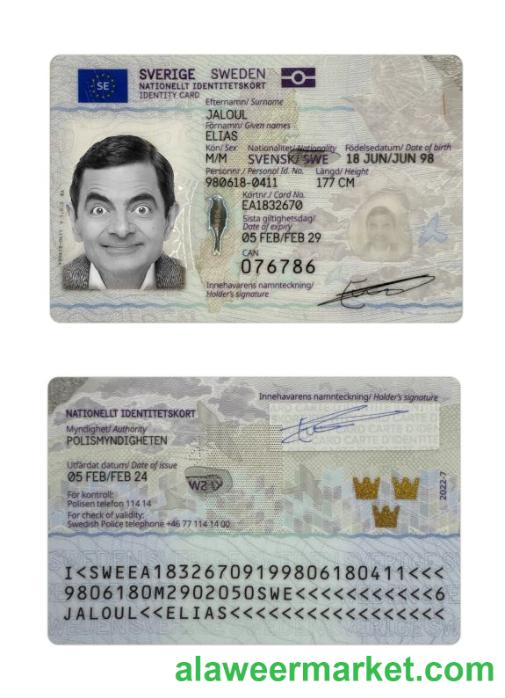 SE
SVERIGE SWEDEN
NATIONELLT IDENTITETSKORT
IDENTITY CARD
Efternamn/ Surname
JALOUL
Förnamn/ Given names
ELIAS
Kön/ Sex Nationalitet/ Nationality Födelsedatum/ Date of birth
M/M SVENSK/ SWE 18 JUN/JUN 98
Personnr./ Personal Id. No. Längd/ Height
980618-0411 177 CM
Kortnr./ Card No.
EA1832670
Sista giltighetsdag/
Date of expiry
05 FEB/FEB 29
CAN
076786
Innehavarens namnteckning/
Holder's signature
Innehavarens namnteckning/ Holder's signature
NATIONELLT IDENTITETSKORT
Myndighet/ Authority
POLISMYNDIGHETEN
Utfärdat datum/ Date of issue
05 FEB/FEB 24
För kontroll:
Polisen telefon 114 14
For check of validity:
Swedish Police telephone +46 77 114 14 00
2022-7
I<SWEEA18326709199806180411<<<
9806180M2902050SWE<<<<<<<<<<<6
JALOUL<<ELIAS<<<<<<<<<<<<<<<<<
alaweermarket.com